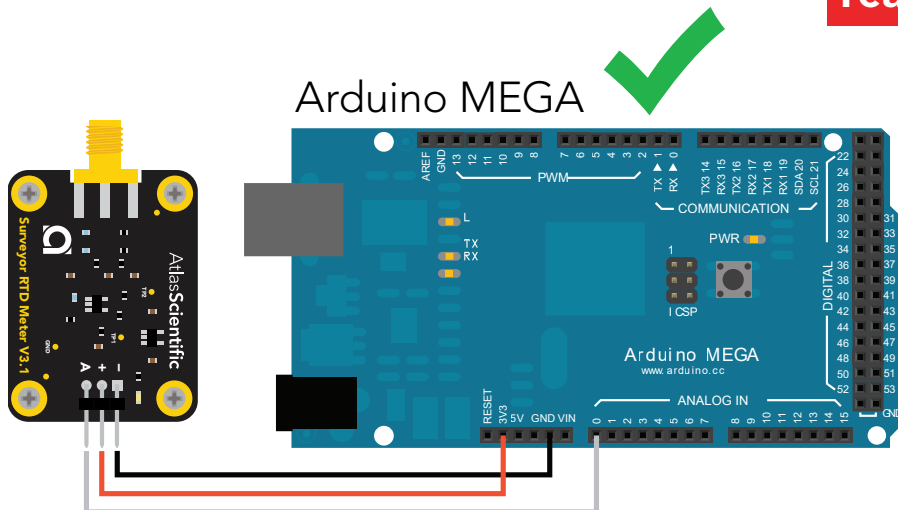 Arduino MEGA
AREF
GND
13
12
11
10
9
8
7
6
5
4
3
2
1
0
PWM
TX
RX
TX3 14
RX3 15
TX2 16
RX2 17
TX1 18
RX1 19
SDA 20
SCL 21
COMMUNICATION
L
TX
RX
PWR
1
ICSP
22
24
26
28
30 31
32 33
34 35
36 37
38 39
40 41
42 43
44 45
46 47
48 49
50 51
52 53
GND
DIGITAL
Arduino MEGA
www.arduino.cc
ANALOG IN
RESET
3V3
5V GND VIN
0
1
2
3
4
5
6
7
8
9
10
11
12
13
14
15
Surveyor RTD Meter V3.1
AtlasScientific
TP2
TP1
GND
A
+
−